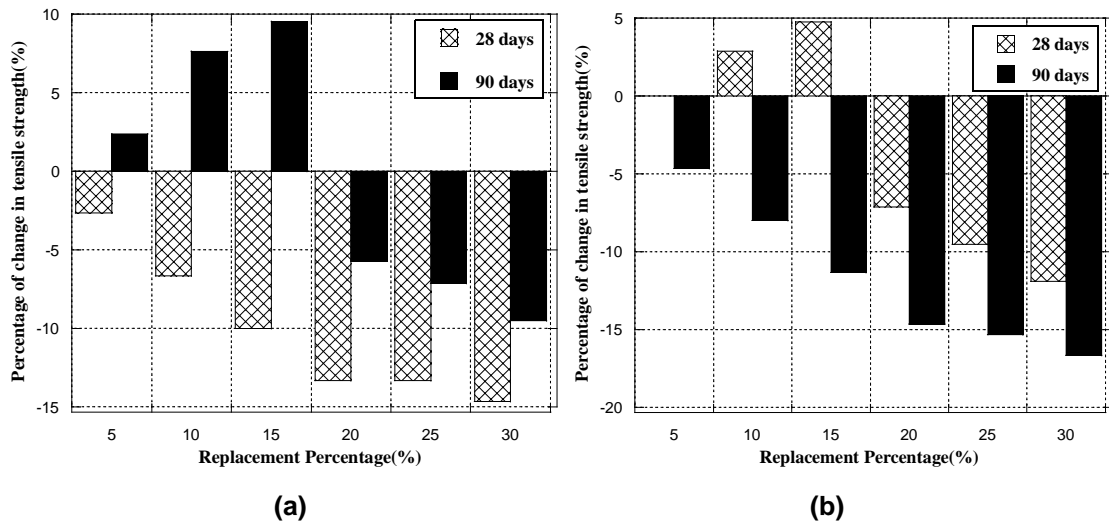 Percentage of change in tensile strength(%)
10
5
0
-5
-10
-15
28 days
90 days
5 10 15 20 25 30
Replacement Percentage(%)
(a)
Percentage of change in tensile strength(%)
5
0
-5
-10
-15
-20
28 days
90 days
5 10 15 20 25 30
Replacement Percentage(%)
(b)